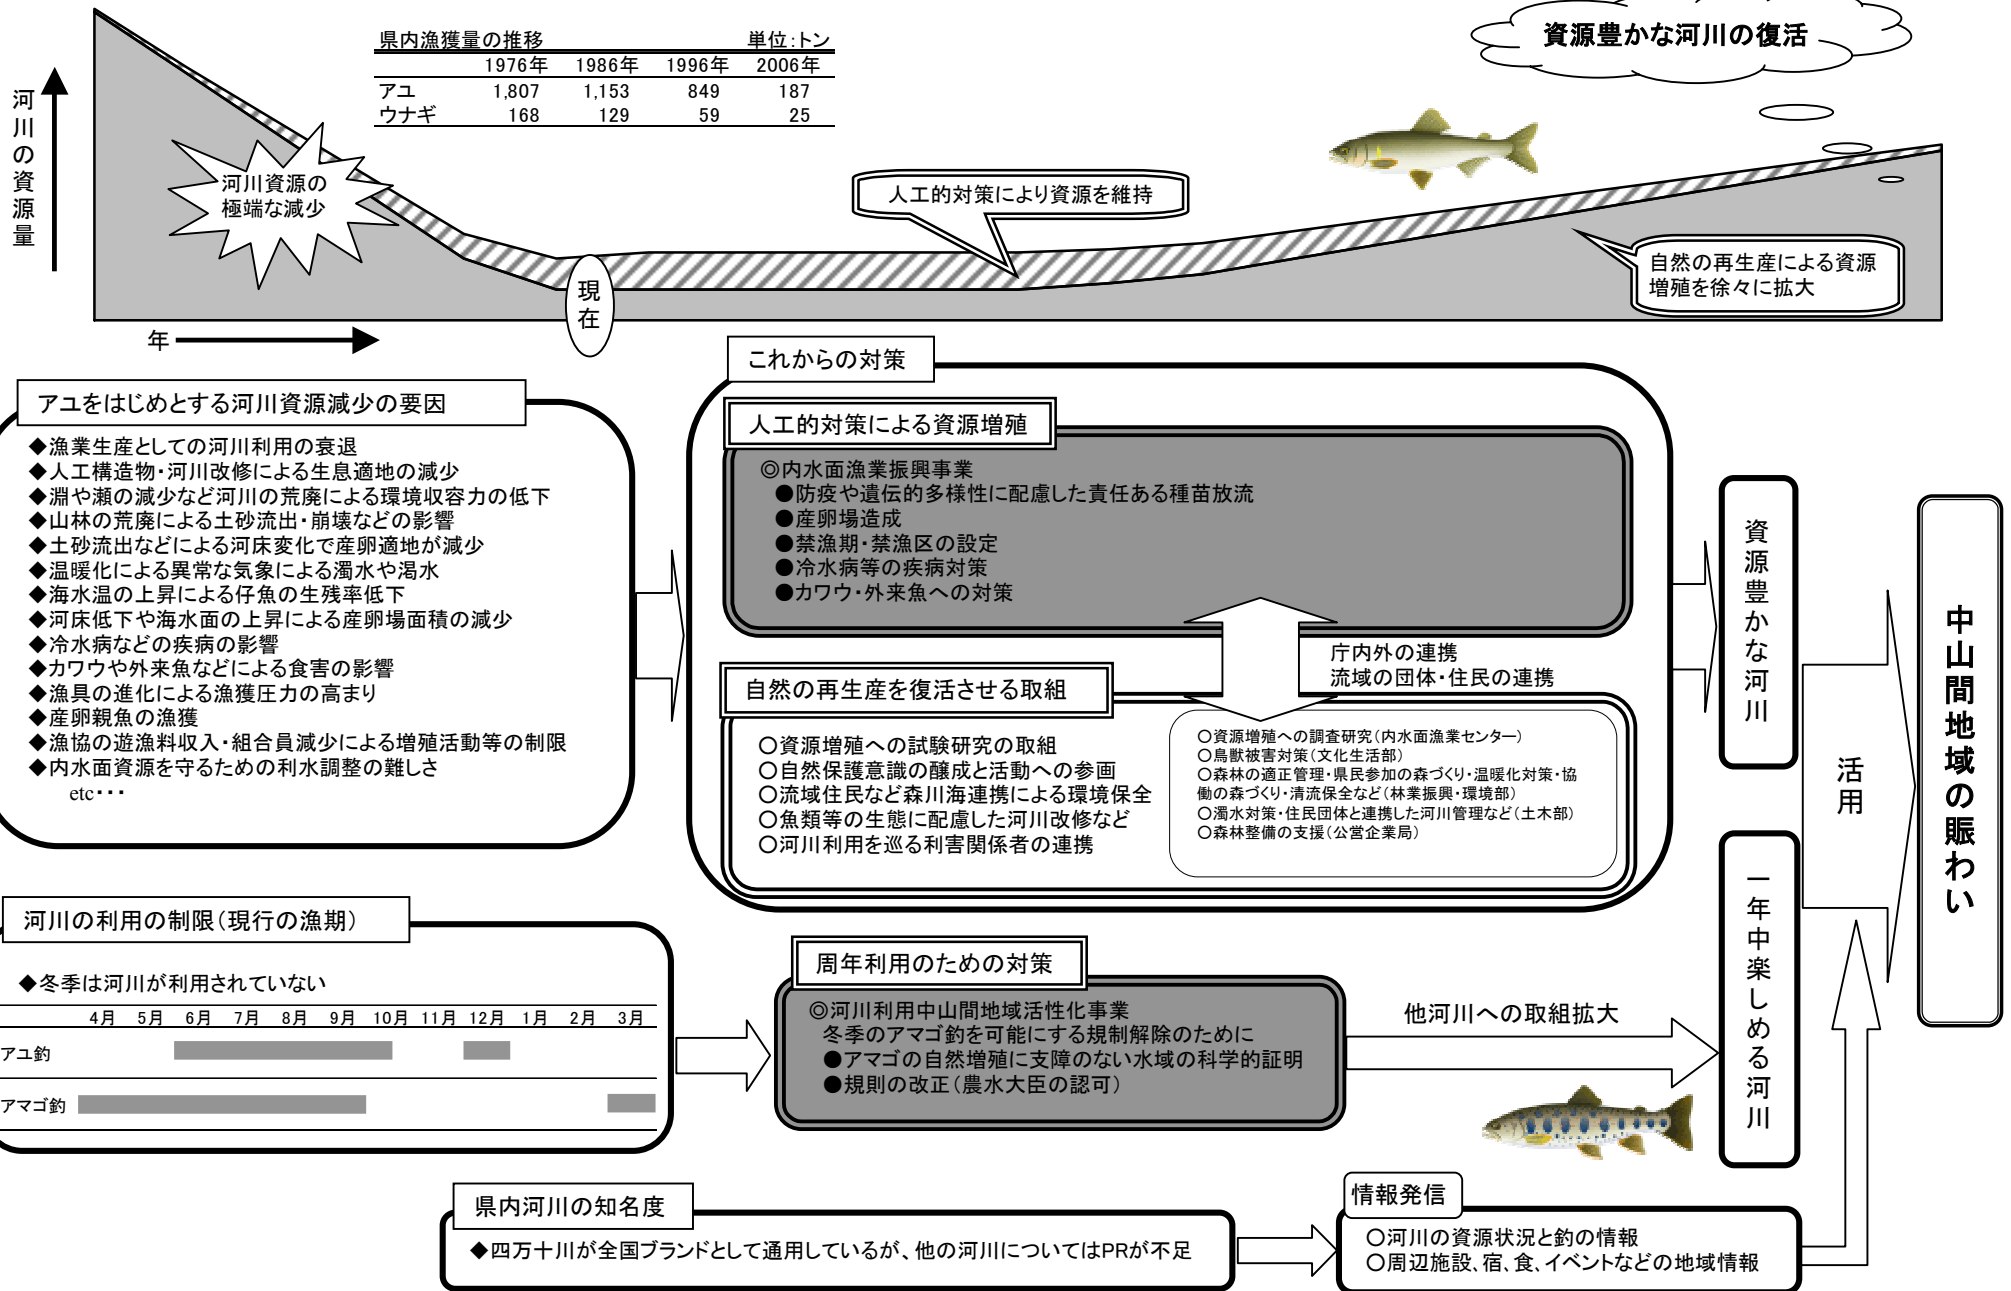 資源豊かな河川の復活
県内漁獲量の推移 単位:トン
1976年 1986年 1996年 2006年
アユ 1,807 1,153 849 187
ウナギ 168 129 59 25
河川の資源量
河川資源の
極端な減少
人工的対策により資源を維持
自然の再生産による資源
増殖を徐々に拡大
現在
年
アユをはじめとする河川資源減少の要因
◆漁業生産としての河川利用の衰退
◆人工構造物・河川改修による生息適地の減少
◆淵や瀬の減少など河川の荒廃による環境収容力の低下
◆山林の荒廃による土砂流出・崩壊などの影響
◆土砂流出などによる河床変化で産卵適地が減少
◆温暖化による異常な気象による濁水や渇水
◆海水温の上昇による仔魚の生残率低下
◆河床低下や海水面の上昇による産卵場面積の減少
◆冷水病などの疾病の影響
◆カワウや外来魚などによる食害の影響
◆漁具の進化による漁獲圧力の高まり
◆産卵親魚の漁獲
◆漁協の遊漁料収入・組合員減少による増殖活動等の制限
◆内水面資源を守るための利水調整の難しさ
etc・・・
これからの対策
人工的対策による資源増殖
◎内水面漁業振興事業
●防疫や遺伝的多様性に配慮した責任ある種苗放流
●産卵場造成
●禁漁期・禁漁区の設定
●冷水病等の疾病対策
●カワウ・外来魚への対策
庁内外の連携
流域の団体・住民の連携
自然の再生産を復活させる取組
○資源増殖への試験研究の取組
○自然保護意識の醸成と活動への参画
○流域住民など森川海連携による環境保全
○魚類等の生態に配慮した河川改修など
○河川利用を巡る利害関係者の連携
○資源増殖への調査研究(内水面漁業センター)
○鳥獣被害対策(文化生活部)
○森林の適正管理・県民参加の森づくり・温暖化対策・協
働の森づくり・清流保全など(林業振興・環境部)
○濁水対策・住民団体と連携した河川管理など(土木部)
○森林整備の支援(公営企業局)
資源豊かな河川
活用
中山間地域の賑わい
一年中楽しめる河川
河川の利用の制限(現行の漁期)
◆冬季は河川が利用されていない
4月 5月 6月 7月 8月 9月 10月 11月 12月 1月 2月 3月
アユ釣
アマゴ釣
周年利用のための対策
◎河川利用中山間地域活性化事業
冬季のアマゴ釣を可能にする規制解除のために
●アマゴの自然増殖に支障のない水域の科学的証明
●規則の改正(農水大臣の認可)
他河川への取組拡大
県内河川の知名度
◆四万十川が全国ブランドとして通用しているが、他の河川についてはPRが不足
情報発信
○河川の資源状況と釣の情報
○周辺施設、宿、食、イベントなどの地域情報